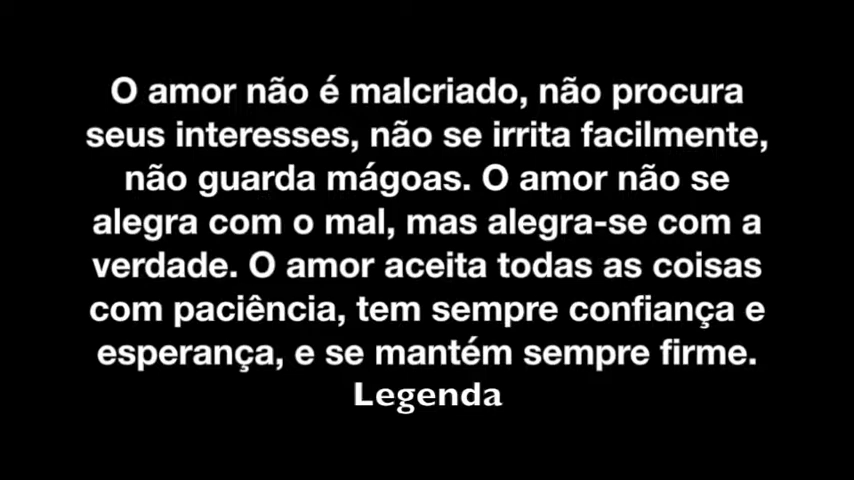 O amor não é malcriado, não procura
seus interesses, não se irrita facilmente,
não guarda mágoas. O amor não se
alegra com o mal, mas alegra-se com a
verdade. O amor aceita todas as coisas
com paciência, tem sempre confiança e
esperança, e se mantém sempre firme.
Legenda